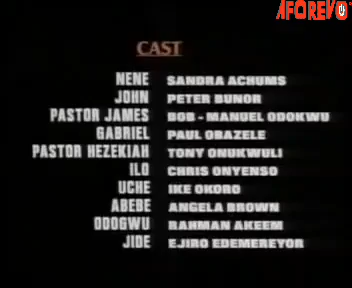 AFOREVO
CAST
NENE SANDRA ACHUMS
JOHN PETER BUNOR
PASTOR JAMES BOB - MANUEL ODOKWU
GABRIEL PAUL OBAZELE
PASTOR HEZEKIAH TONY ONUKWULI
ILO CHRIS ONYENSO
UCHE IKE OKORO
ABEBE ANGELA BROWN
ODOGWU RAHMAN AKEEM
JIDE EJIRO EDEMEREYOR